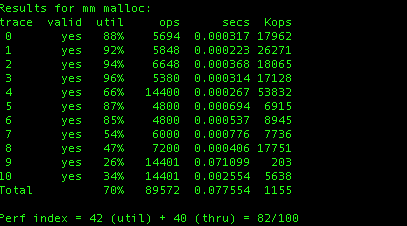 Results for mm malloc:
trace valid util ops secs Kops
0 yes 88% 5694 0.000317 17962
1 yes 92% 5848 0.000223 26271
2 yes 94% 6648 0.000368 18065
3 yes 96% 5380 0.000314 17128
4 yes 66% 14400 0.000267 53832
5 yes 87% 4800 0.000694 6915
6 yes 85% 4800 0.000537 8945
7 yes 54% 6000 0.000776 7736
8 yes 47% 7200 0.000406 17751
9 yes 26% 14401 0.071099 203
10 yes 34% 14401 0.002554 5638
Total 70% 89572 0.077554 1155
Perf index = 42 (util) + 40 (thru) = 82/100